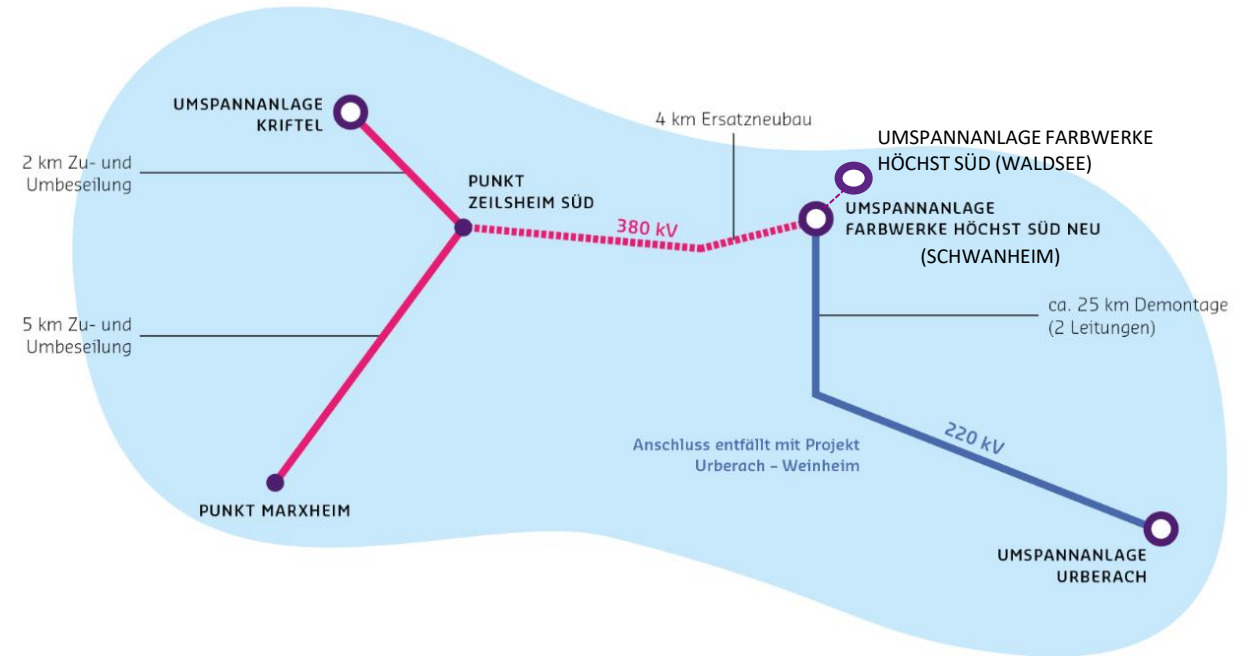 UMSPANNANLAGE
KRIFTEL
2 km Zu- und
Umbeseilung
PUNKT
ZEILSHEIM SÜD
4 km Ersatzneubau
UMSPANNANLAGE FARBWERKE
HÖCHST SÜD (WALDSEE)
380 kV
UMSPANNANLAGE
FARBWERKE HÖCHST SÜD NEU
(SCHWANHEIM)
5 km Zu- und
Umbeseilung
ca. 25 km Demontage
(2 Leitungen)
Anschluss entfällt mit Projekt
Urberach – Weinheim
220 kV
PUNKT MARXHEIM
UMSPANNANLAGE
URBERACH